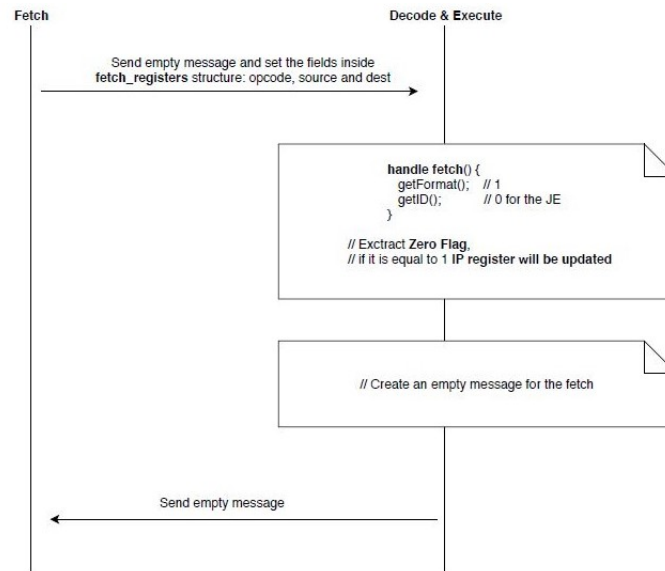 Fetch
Decode & Execute
Send empty message and set the fields inside
fetch_registers structure: opcode, source and dest
handle fetch() {
getFormat(); // 1
getID(); // 0 for the JE
}
// Exctract Zero Flag,
// if it is equal to 1 IP register will be updated
// Create an empty message for the fetch
Send empty message